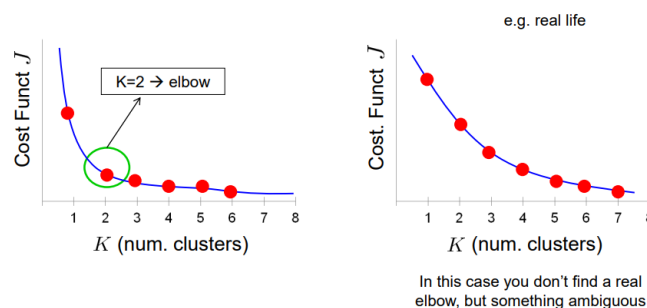 e.g. real life
Cost Funct J
K=2 → elbow
1 2 3 4 5 6 7 8
K (num. clusters)
Cost. Funct J
1 2 3 4 5 6 7 8
K (num. clusters)
In this case you don't find a real
elbow, but something ambiguous